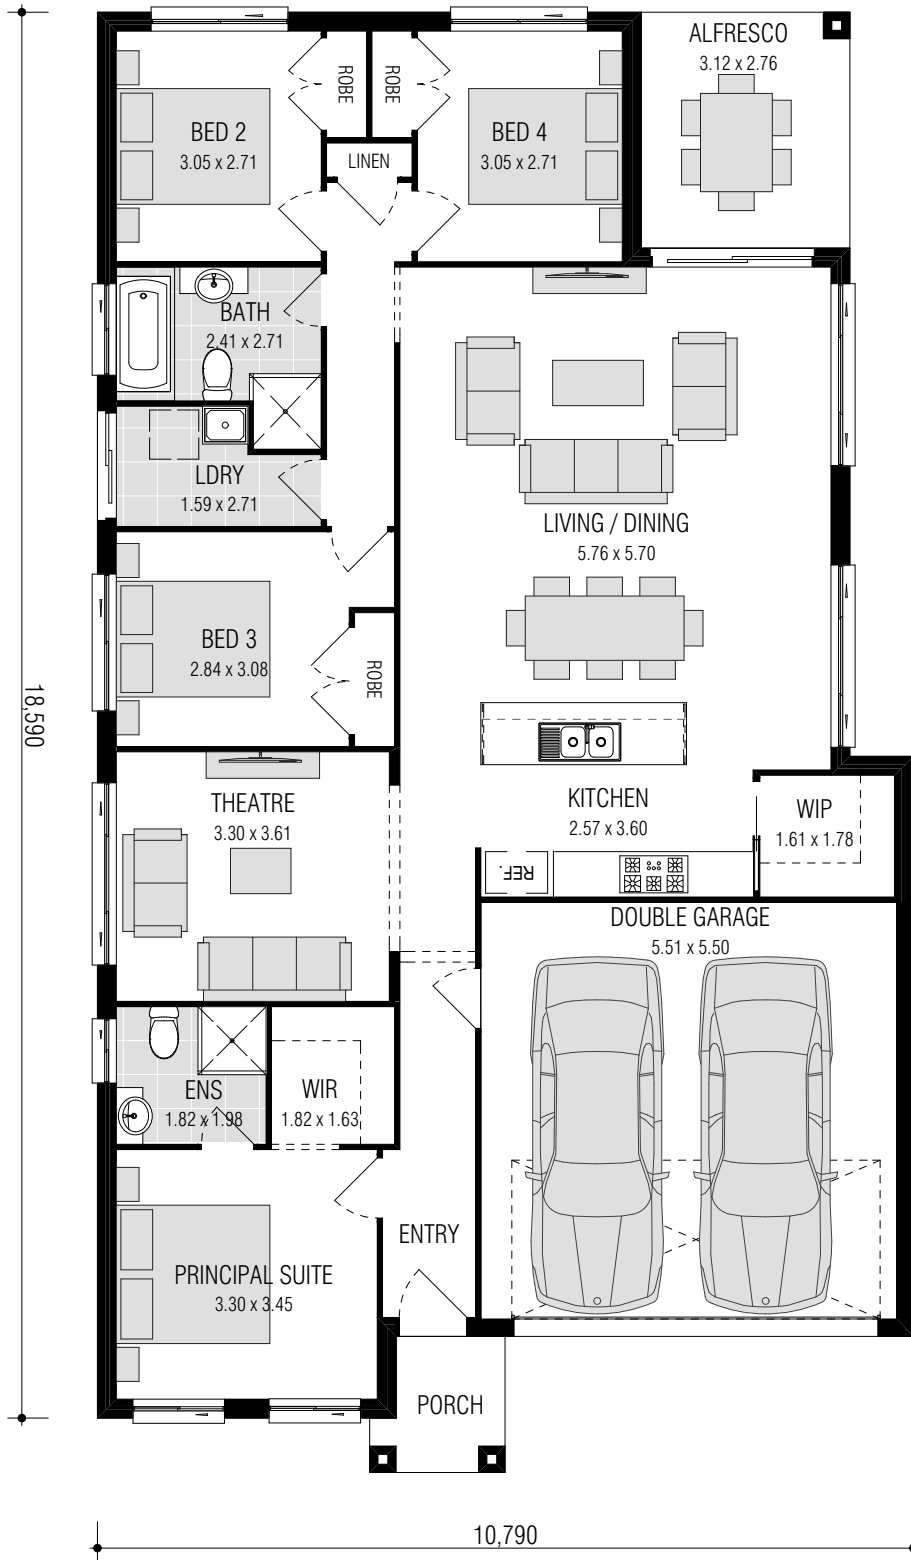 ALFRESCO
3.12 x 2.76
ROBE
ROBE
BED 2
3.05 x 2.71
BED 4
3.05 x 2.71
LINEN
BATH
2.41 x 2.71
LDRY
1.59 x 2.71
LIVING / DINING
5.76 x 5.70
BED 3
2.84 x 3.08
ROBE
18,590
THEATRE
3.30 x 3.61
KITCHEN
2.57 x 3.60
WIP
1.61 x 1.78
REF.
DOUBLE GARAGE
5.51 x 5.50
ENS
1.82 x 1.98
WIR
1.82 x 1.63
ENTRY
PRINCIPAL SUITE
3.30 x 3.45
PORCH
10,790